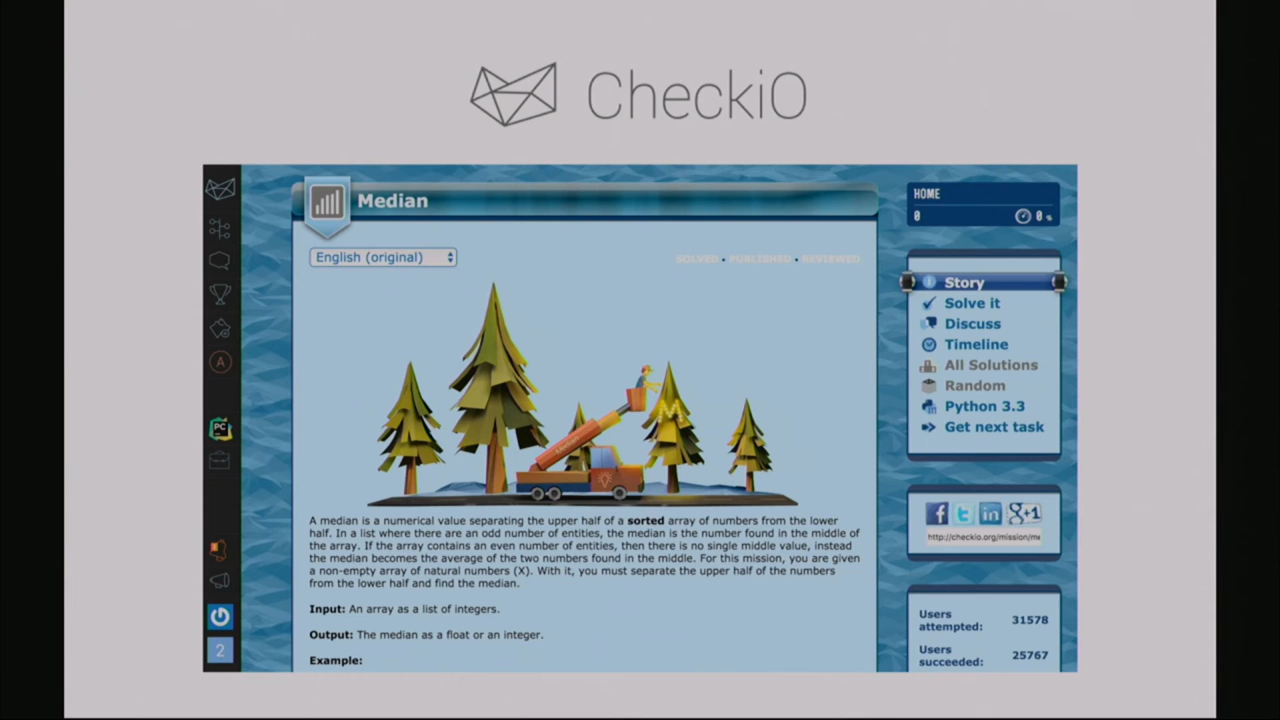 CheckiO
Median
HOME
0
0 %
English (original)
SOLVED • PUBLISHED • REVIEWED
Story
Solve it
Discuss
Timeline
All Solutions
Random
Python 3.3
Get next task
A
PC
M
A median is a numerical value separating the upper half of a sorted array of numbers from the lower
half. In a list where there are an odd number of entities, the median is the number found in the middle of
the array. If the array contains an even number of entities, then there is no single middle value, instead
the median becomes the average of the two numbers found in the middle. For this mission, you are given
a non-empty array of natural numbers (X). With it, you must separate the upper half of the numbers
from the lower half and find the median.
Input: An array as a list of integers.
Output: The median as a float or an integer.
Example:
f
t
in
g+1
http://checkio.org/mission/me
Users
attempted:
31578
Users
succeeded:
25767
2